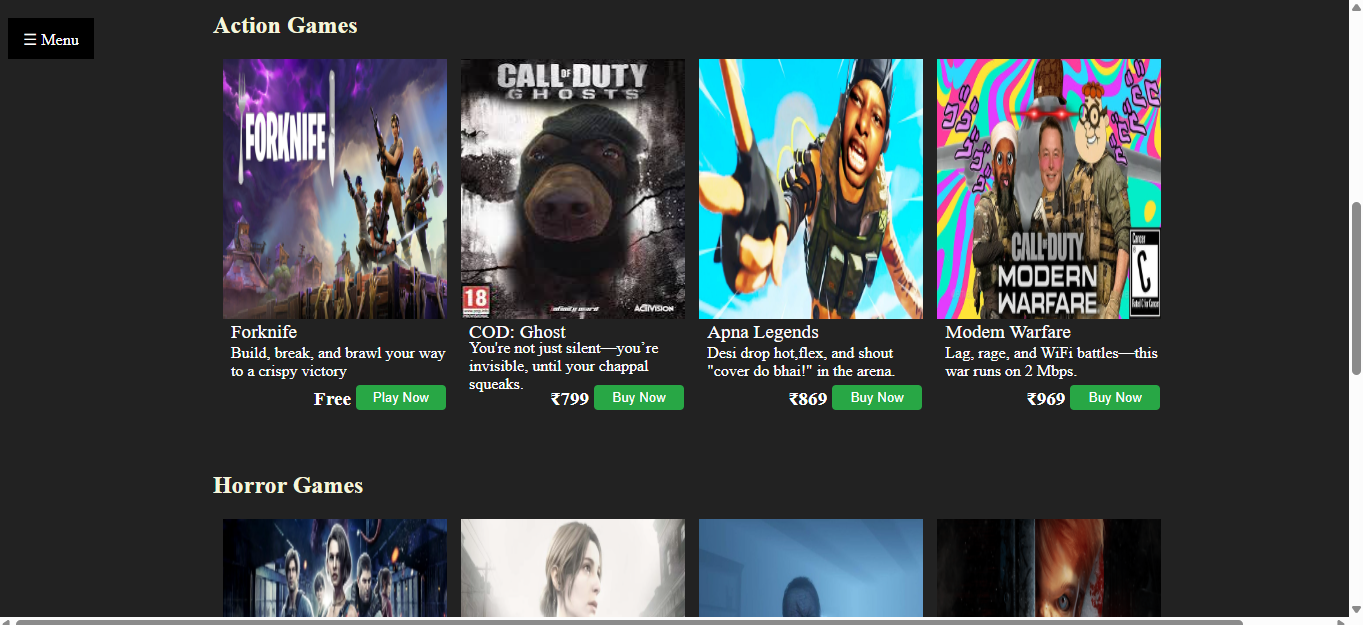 Action Games
☰ Menu
FORKNIFE
CALL OF DUTY
GHOSTS
18
ACTIVISION
CALL OF DUTY
MODERN
WARFARE
Cancer
C
Forknife
Build, break, and brawl your way
to a crispy victory
Free Play Now
COD: Ghost
You're not just silent—you’re
invisible, until your chappal
squeaks.
₹799 Buy Now
Apna Legends
Desi drop hot,flex, and shout
"cover do bhai!" in the arena.
₹869 Buy Now
Modem Warfare
Lag, rage, and WiFi battles—this
war runs on 2 Mbps.
₹969 Buy Now
Horror Games